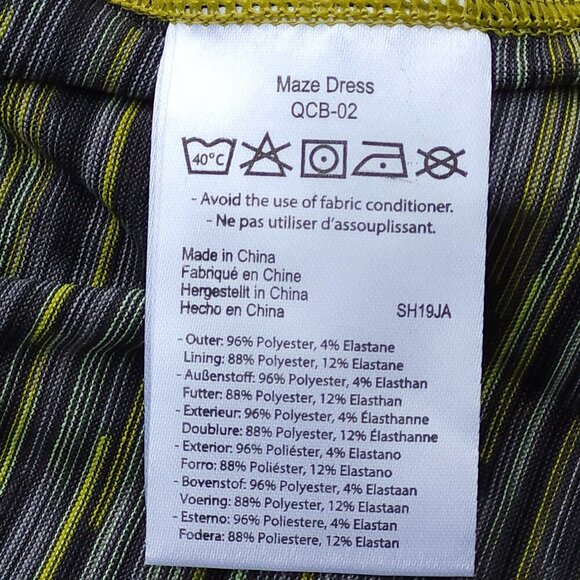 Maze Dress
QCB-02
40°C
- Avoid the use of fabric conditioner.
- Ne pas utiliser d'assouplissant.
Made in China
Fabriqué en Chine
Hergestellt in China
Hecho en China SH19JA
- Outer: 96% Polyester, 4% Elastane
Lining: 88% Polyester, 12% Elastane
- Außenstoff: 96% Polyester, 4% Elasthan
Futter: 88% Polyester, 12% Elasthan
- Exterieur: 96% Polyester, 4% Élasthanne
Doublure: 88% Polyester, 12% Élasthanne
- Exterior: 96% Poliéster, 4% Elastano
Forro: 88% Poliéster, 12% Elastano
- Bovenstof: 96% Polyester, 4% Elastaan
Voering: 88% Polyester, 12% Elastaan
- Esterno: 96% Poliestere, 4% Elastan
Fodera: 88% Poliestere, 12% Elastan